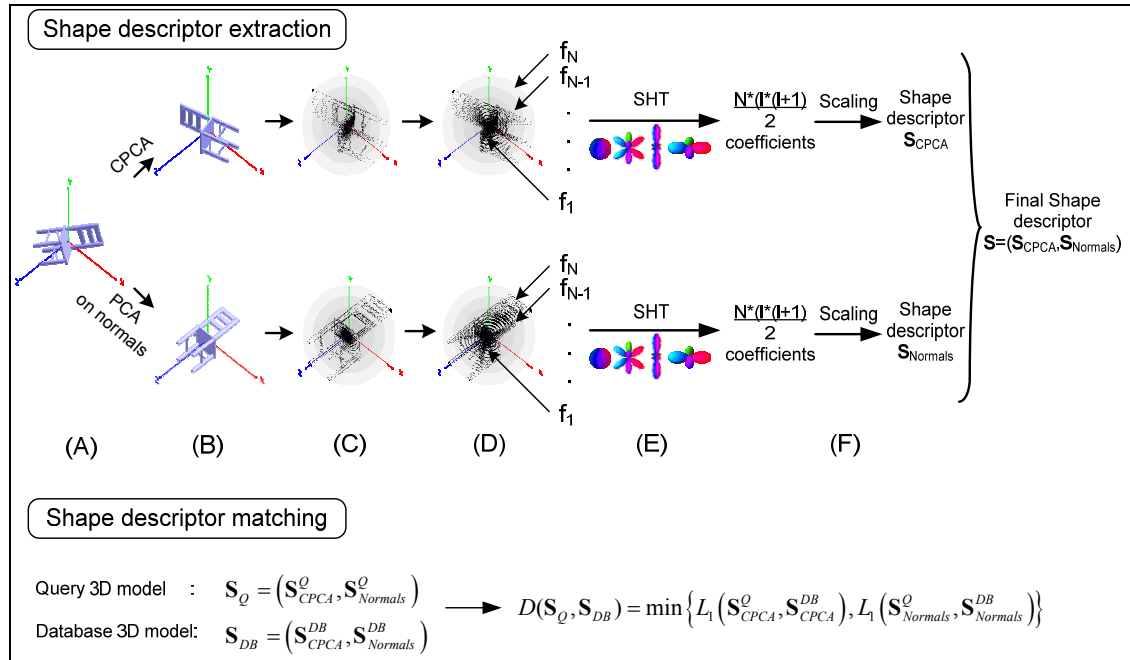 Shape descriptor extraction
CPCA
PCA
on normals
f_N
f_N-1
f_1
SHT
N*(l*(l+1)
2
coefficients
Scaling
Shape
descriptor
S_CPCA
f_N
f_N-1
f_1
SHT
N*(l*(l+1)
2
coefficients
Scaling
Shape
descriptor
S_Normals
Final Shape
descriptor
S=(S_CPCA,S_Normals)
(A) (B) (C) (D) (E) (F)
Shape descriptor matching
Query 3D model : S_Q = (S^Q_CPCA, S^Q_Normals)
Database 3D model: S_DB = (S^DB_CPCA, S^DB_Normals)
D(S_Q, S_DB) = min{L_1(S^Q_CPCA, S^DB_CPCA), L_1(S^Q_Normals, S^DB_Normals)}